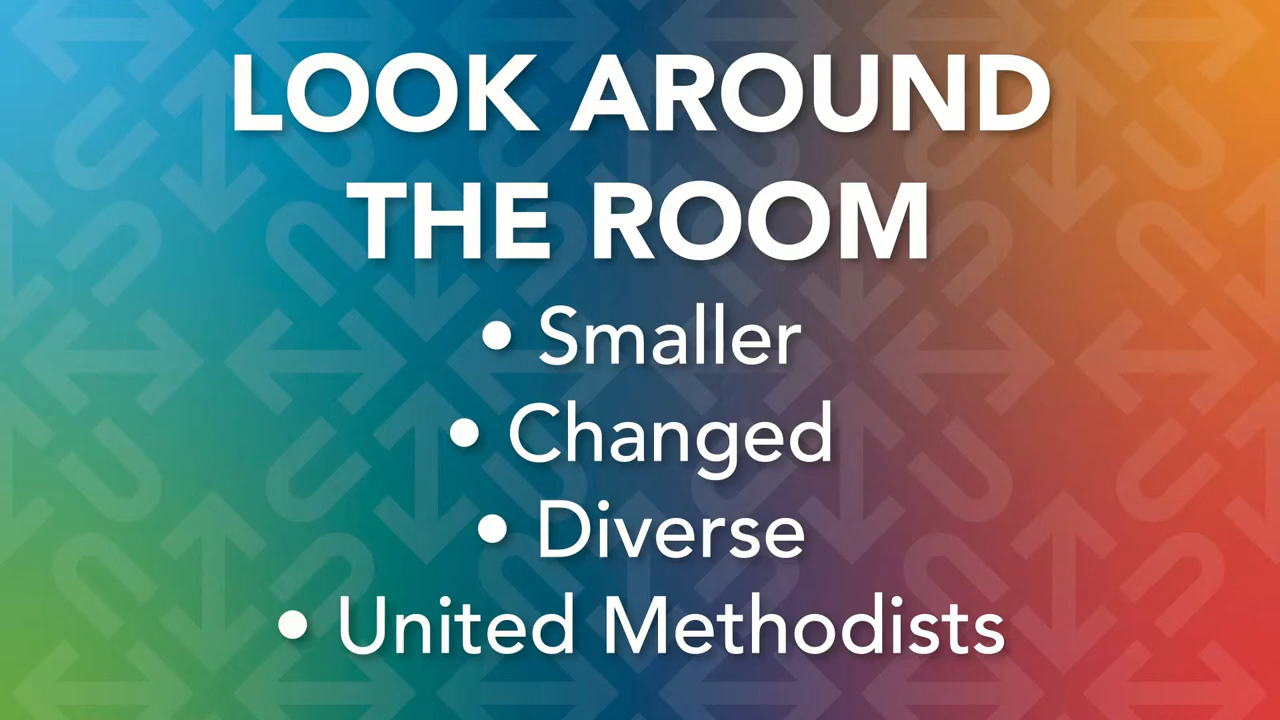 LOOK AROUND
THE ROOM
• Smaller
• Changed
• Diverse
• United Methodists